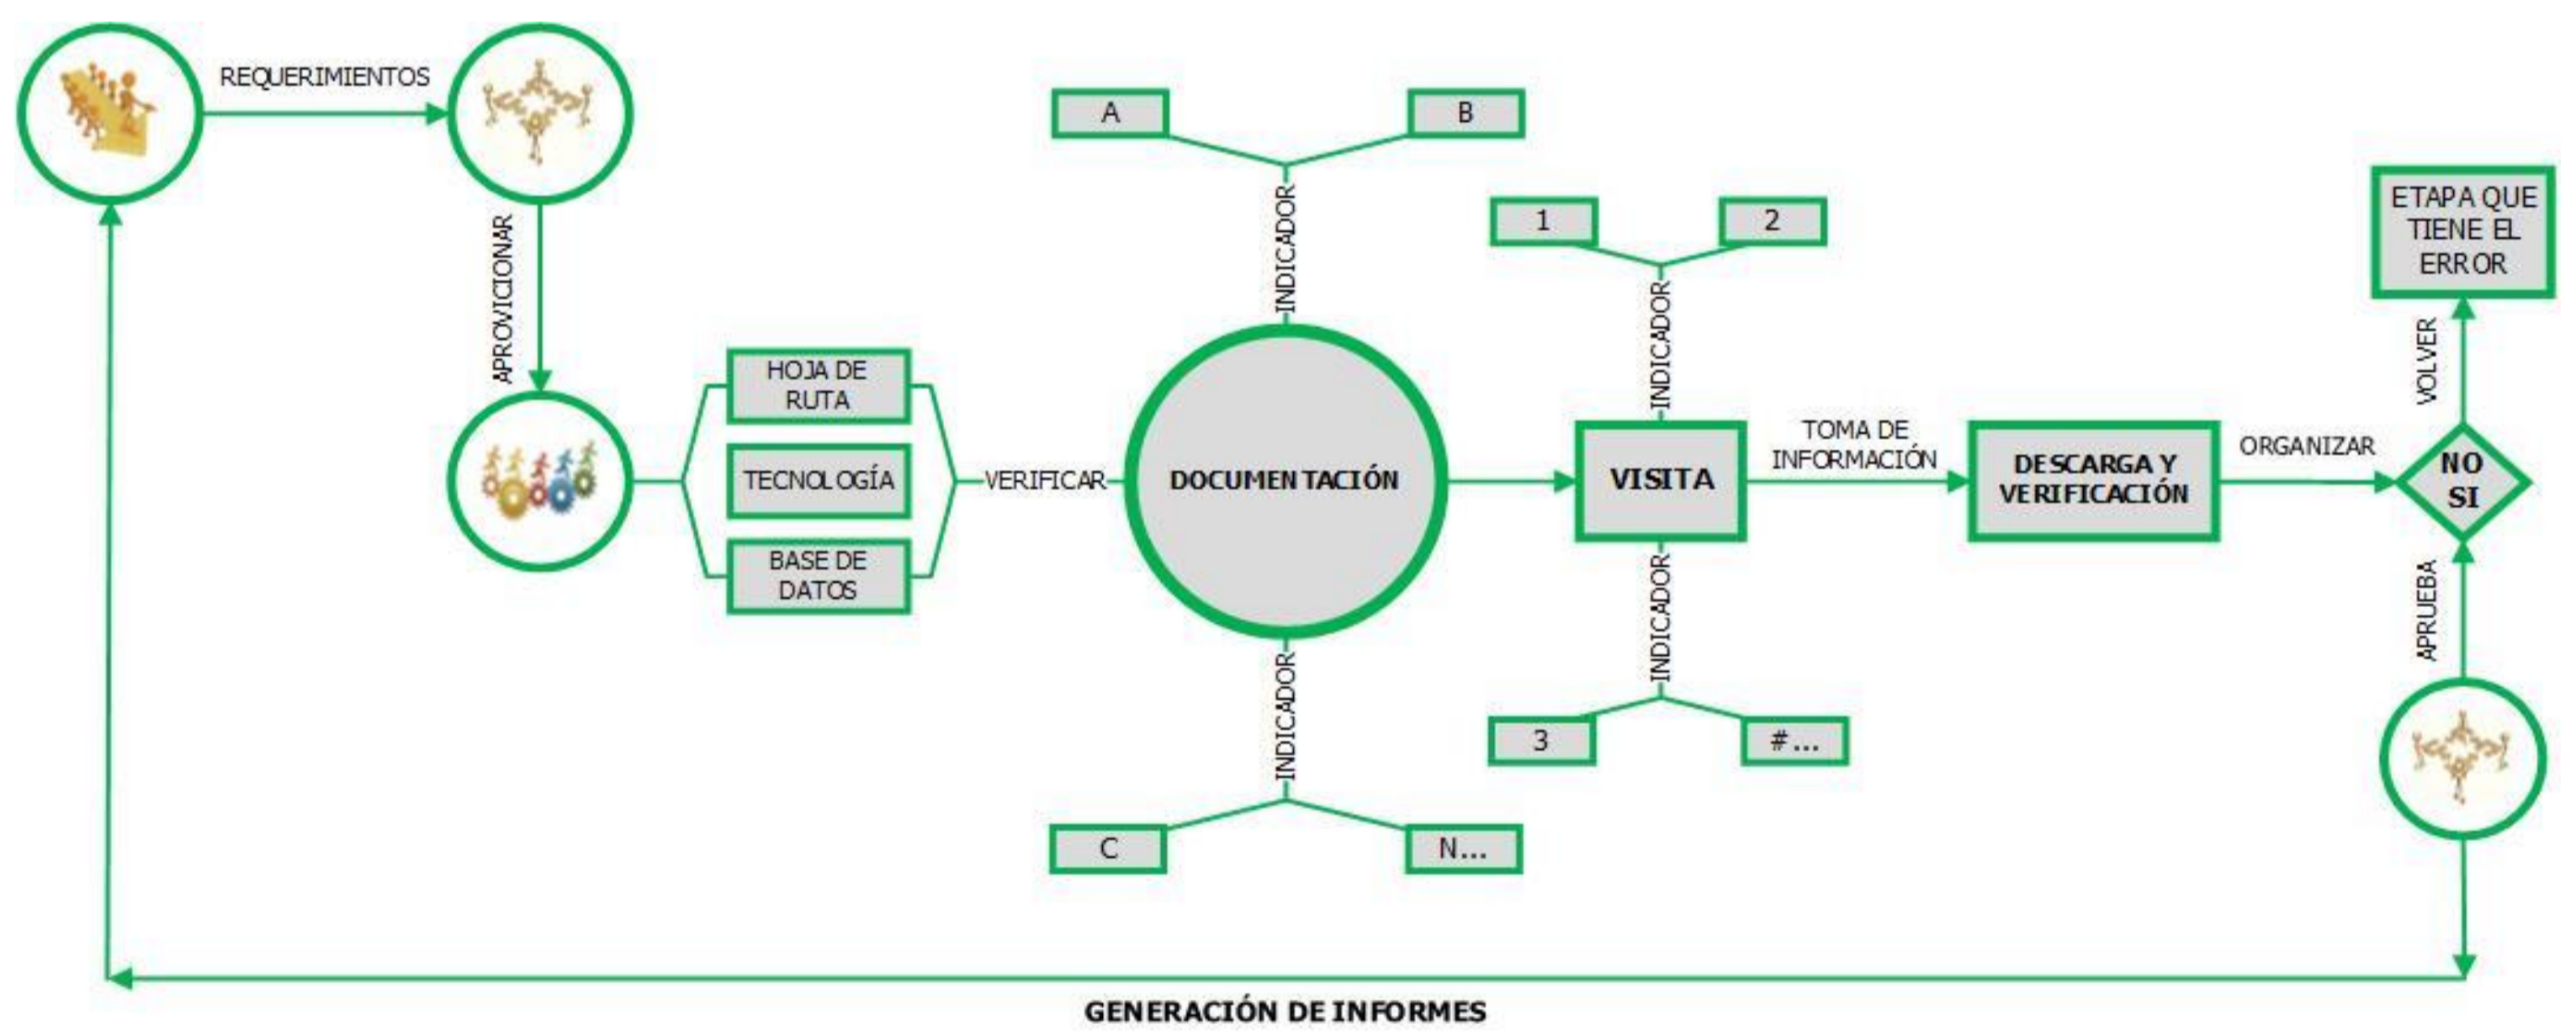 REQUERIMIENTOS
APROVICIONAR
HOJA DE
RUTA
TECNOLOGÍA
BASE DE
DATOS
VERIFICAR
A
B
INDICADOR
DOCUMENTACIÓN
INDICADOR
C
N...
1
2
INDICADOR
VISITA
INDICADOR
3
#...
TOMA DE
INFORMACIÓN
DESCARGA Y
VERIFICACIÓN
ORGANIZAR
ETAPA QUE
TIENE EL
ERROR
VOLVER
NO
SI
APRUEBA
GENERACIÓN DE INFORMES